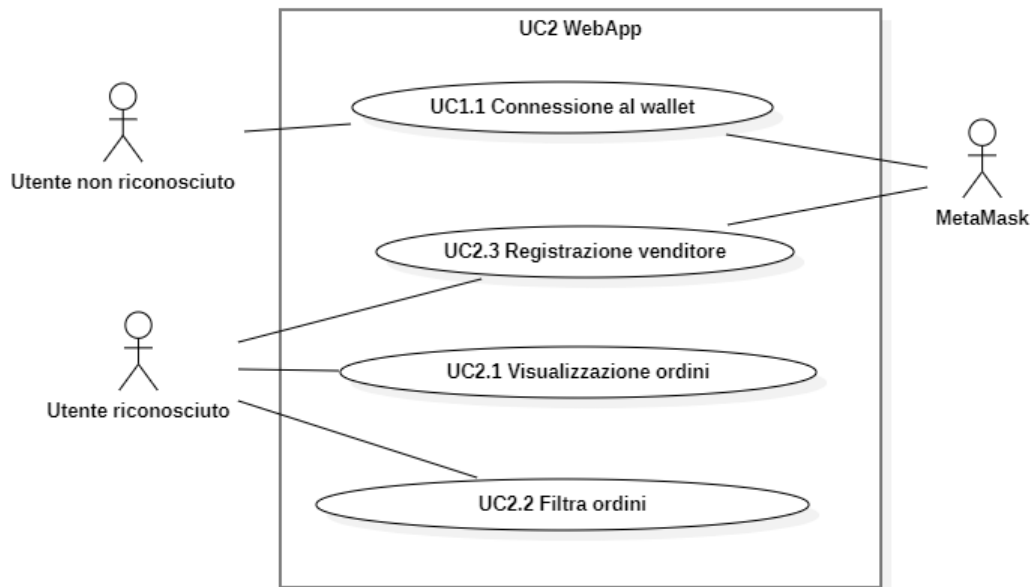 UC2 WebApp
UC1.1 Connessione al wallet
Utente non riconosciuto
MetaMask
UC2.3 Registrazione venditore
UC2.1 Visualizzazione ordini
Utente riconosciuto
UC2.2 Filtra ordini